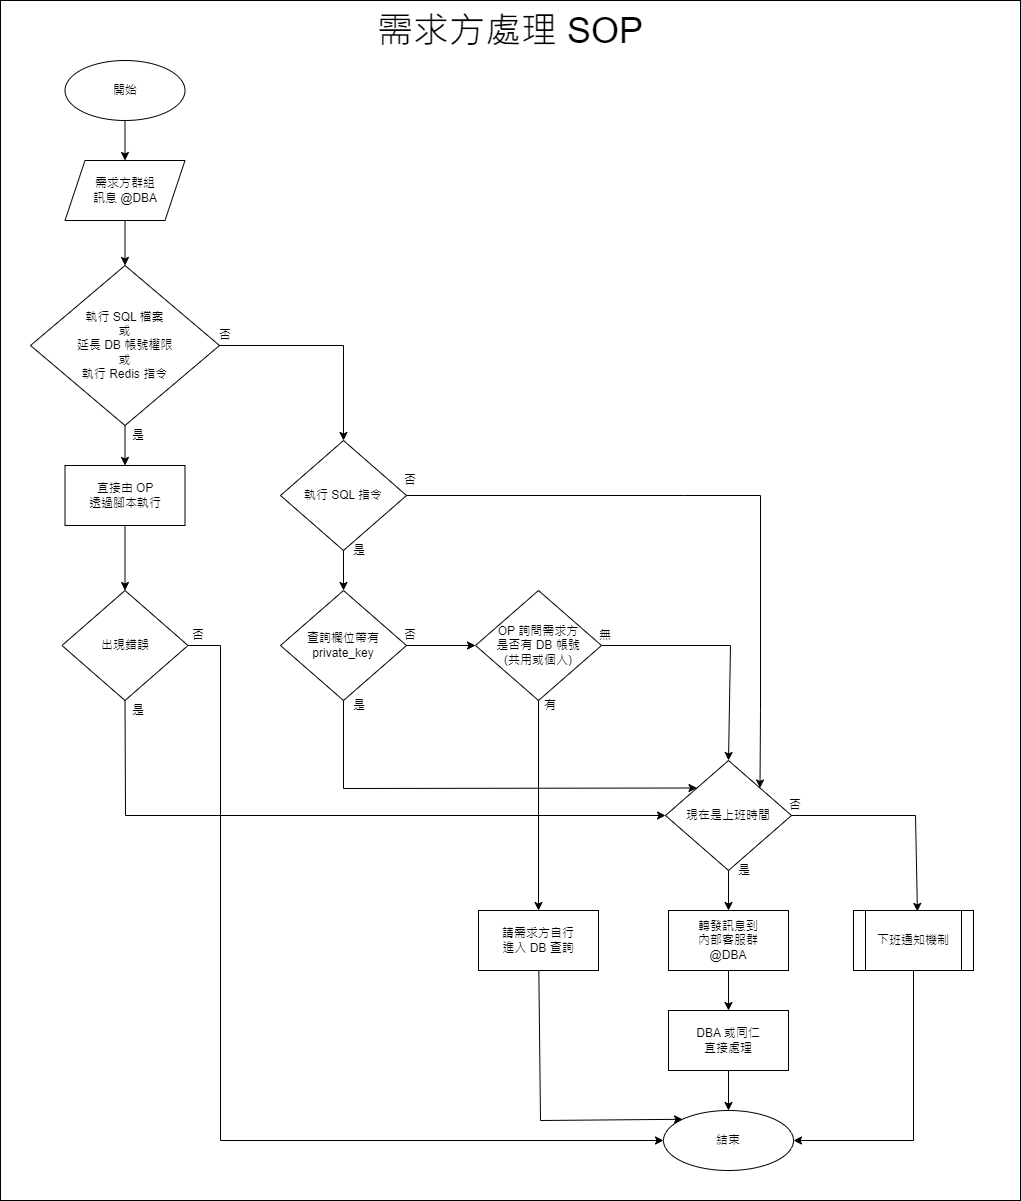 需求方處理 SOP
開始
需求方群組
訊息 @DBA
執行 SQL 檔案
或
延長 DB 帳號權限
或
執行 Redis 指令
否
是
直接由 OP
透過腳本執行
執行 SQL 指令
否
是
出現錯誤
否
是
查詢欄位帶有
private_key
否
是
OP 詢問需求方
是否有 DB 帳號
(共用或個人)
無
有
現在是上班時間
否
是
請需求方自行
進入 DB 查詢
轉發訊息到
內部客服群
@DBA
下班通知機制
DBA 或同仁
直接處理
結束